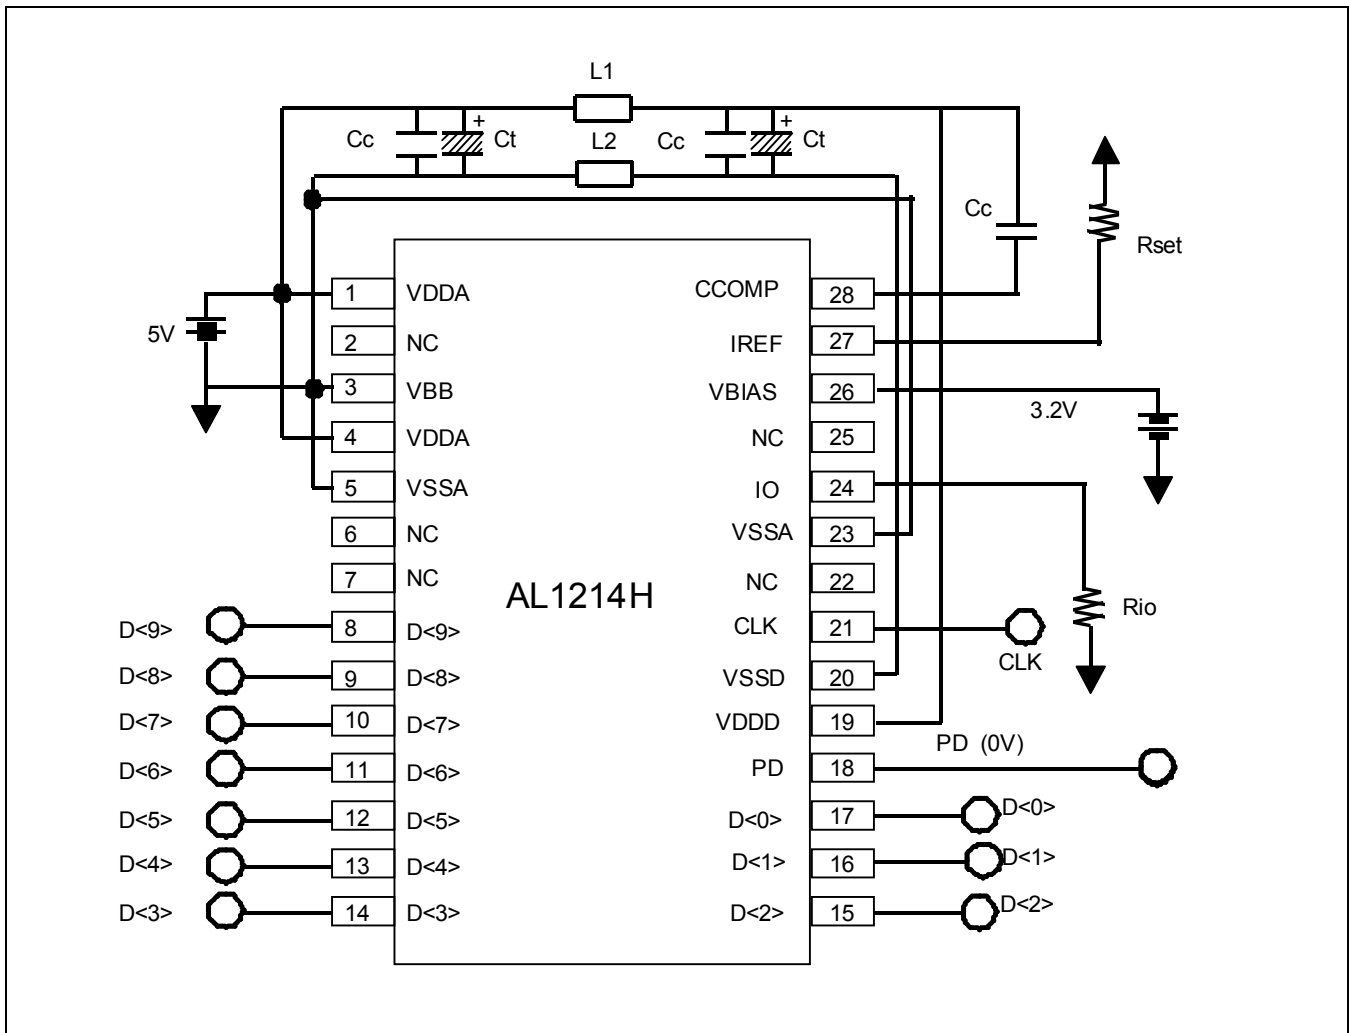 L1
+
+
Cc
Ct
L2
Cc
Ct
Cc
Rset
5V
1 VDDA
CCOMP 28
2 NC
IREF 27
3 VBB
VBIAS 26
3.2V
4 VDDA
NC 25
5 VSSA
IO 24
6 NC
VSSA 23
7 NC
NC 22
AL1214H
Rio
D<9> 8 D<9>
CLK 21
CLK
D<8> 9 D<8>
VSSD 20
D<7> 10 D<7>
VDDD 19
PD (0V)
D<6> 11 D<6>
PD 18
D<5> 12 D<5>
D<0> 17 D<0>
D<4> 13 D<4>
D<1> 16 D<1>
D<3> 14 D<3>
D<2> 15 D<2>